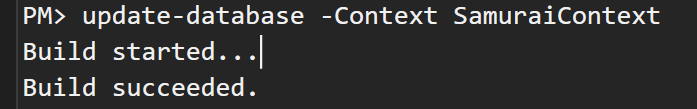 PM> update-database -Context SamuraiContext
Build started...
Build succeeded.